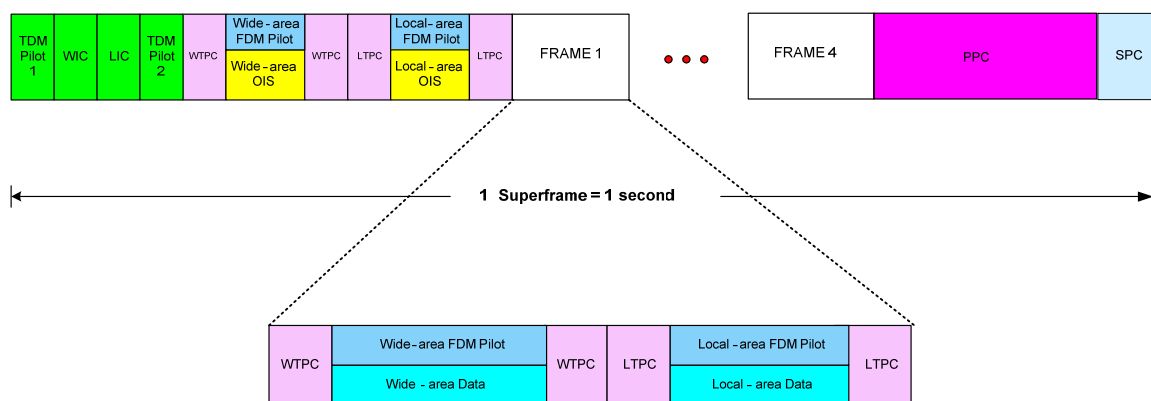 TDM
Pilot
1
WIC
LIC
TDM
Pilot
2
WTPC
Wide - area
FDM Pilot
Wide - area
OIS
WTPC
LTPC
Local - area
FDM Pilot
Local - area
OIS
LTPC
FRAME 1
FRAME 4
PPC
SPC
1 Superframe = 1 second
WTPC
Wide - area FDM Pilot
Wide - area Data
WTPC
LTPC
Local - area FDM Pilot
Local - area Data
LTPC